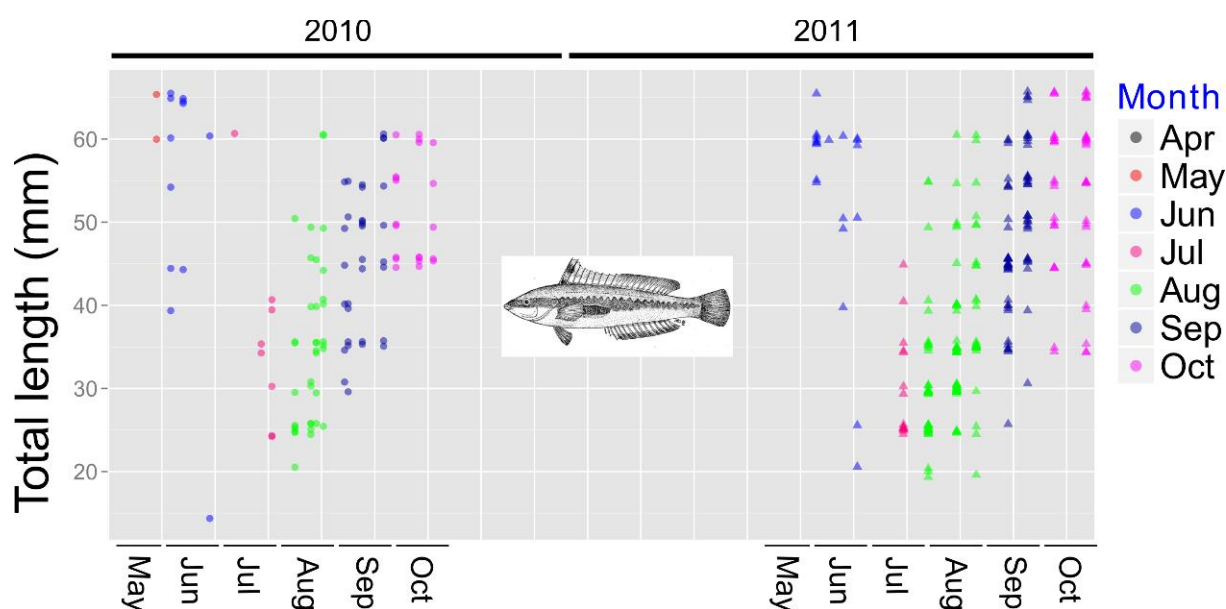 2010 2011
Total length (mm)
60
50
40
30
20
May Jun Jul Aug Sep Oct May Jun Jul Aug Sep Oct
Month
Apr
May
Jun
Jul
Aug
Sep
Oct